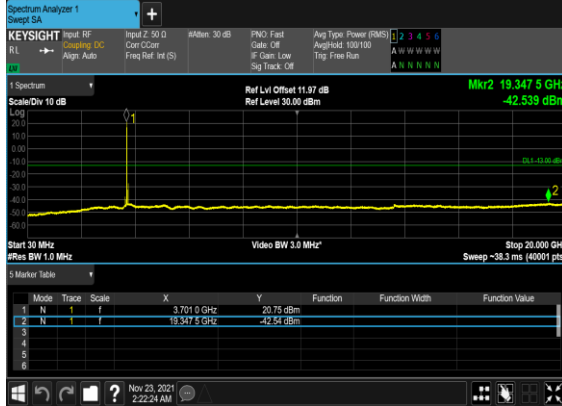 Spectrum Analyzer 1
Swept SA
+
KEYSIGHT Input: RF Input Z: 50 Ω #Atten: 30 dB PNO: Fast Avg Type: Power (RMS) 1 2 3 4 5 6
RL Coupling: DC Corr CCorr Gate: Off Avg|Hold: 100/100 A W W W W W
Align: Auto Freq Ref: Int (S) IF Gain: Low Trig: Free Run
Sig Track: Off A N N N N N
1 Spectrum Ref Lvl Offset 11.97 dB Mkr2 19.347 5 GHz
Scale/Div 10 dB Ref Level 30.00 dBm -42.539 dBm
Log
20.0
10.0
0.00
-10.0
-20.0
-30.0
-40.0
-50.0
-60.0
1
DL1 -13.00 dBm
2
Start 30 MHz Video BW 3.0 MHz* Stop 20.000 GHz
#Res BW 1.0 MHz Sweep ~38.3 ms (40001 pts)
5 Marker Table
Mode Trace Scale X Y Function Function Width Function Value
1 N 1 f 3.701 0 GHz 20.75 dBm
2 N 1 f 19.347 5 GHz -42.54 dBm
3
4
5
6
? Nov 23, 2021
2:22:24 AM